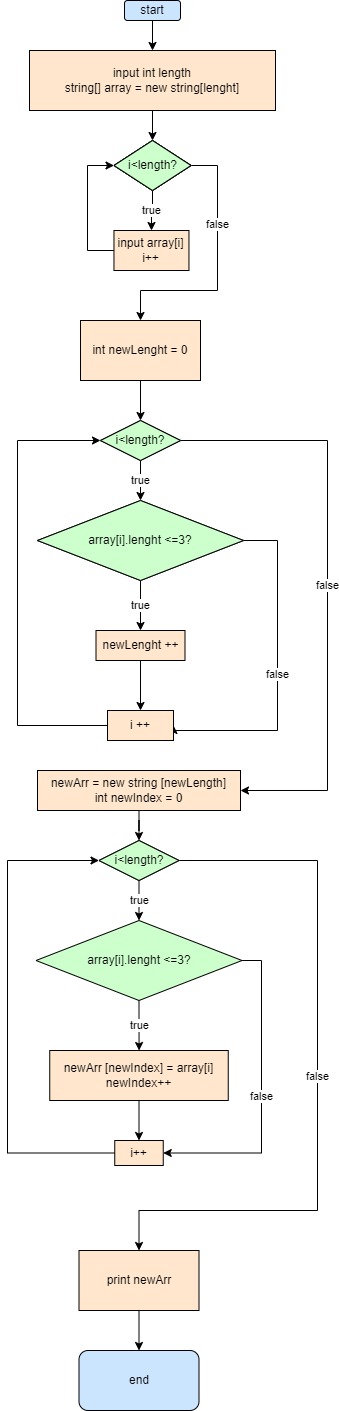 start
input int length
string[] array = new string[lenght]
i<length?
true
false
input array[i]
i++
int newLenght = 0
i<length?
true
array[i].lenght <=3?
false
true
newLenght ++
false
i ++
newArr = new string [newLength]
int newIndex = 0
i<length?
true
array[i].lenght <=3?
true
newArr [newIndex] = array[i]
newIndex++
false
false
i++
print newArr
end